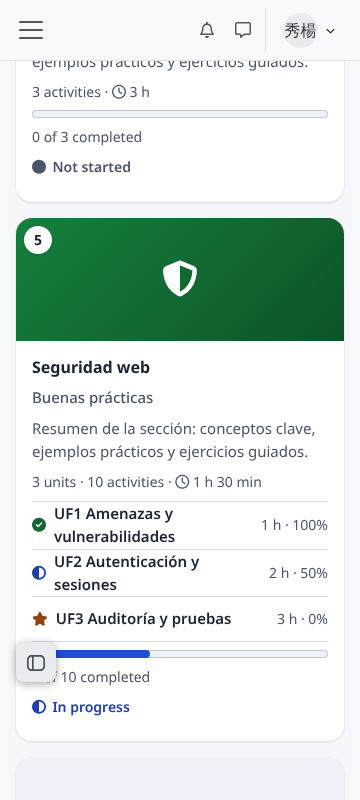 秀楊
ejemplos prácticos y ejercicios guiados.
3 activities · 3 h
0 of 3 completed
Not started
5
Seguridad web
Buenas prácticas
Resumen de la sección: conceptos clave,
ejemplos prácticos y ejercicios guiados.
3 units · 10 activities · 1 h 30 min
UF1 Amenazas y
vulnerabilidades
1 h · 100%
UF2 Autenticación y
sesiones
2 h · 50%
UF3 Auditoría y pruebas
3 h · 0%
10 completed
In progress